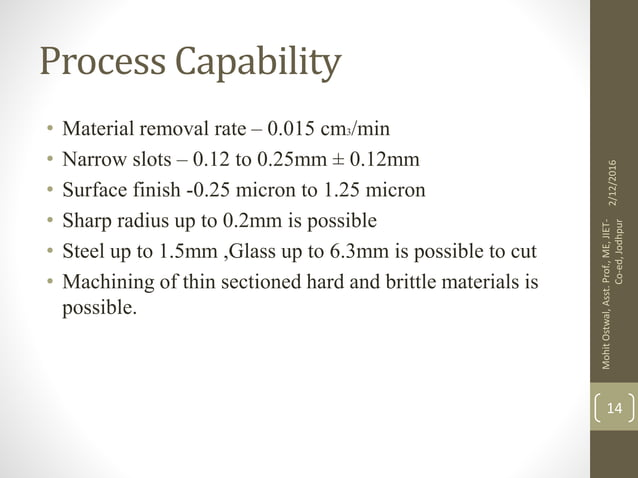 Process Capability
• Material removal rate – 0.015 cm3/min
• Narrow slots – 0.12 to 0.25mm ± 0.12mm
• Surface finish -0.25 micron to 1.25 micron
• Sharp radius up to 0.2mm is possible
• Steel up to 1.5mm ,Glass up to 6.3mm is possible to cut
• Machining of thin sectioned hard and brittle materials is
possible.
2/12/2016
Mohit Ostwal, Asst. Prof., ME, JIET-
Co-ed, Jodhpur
14